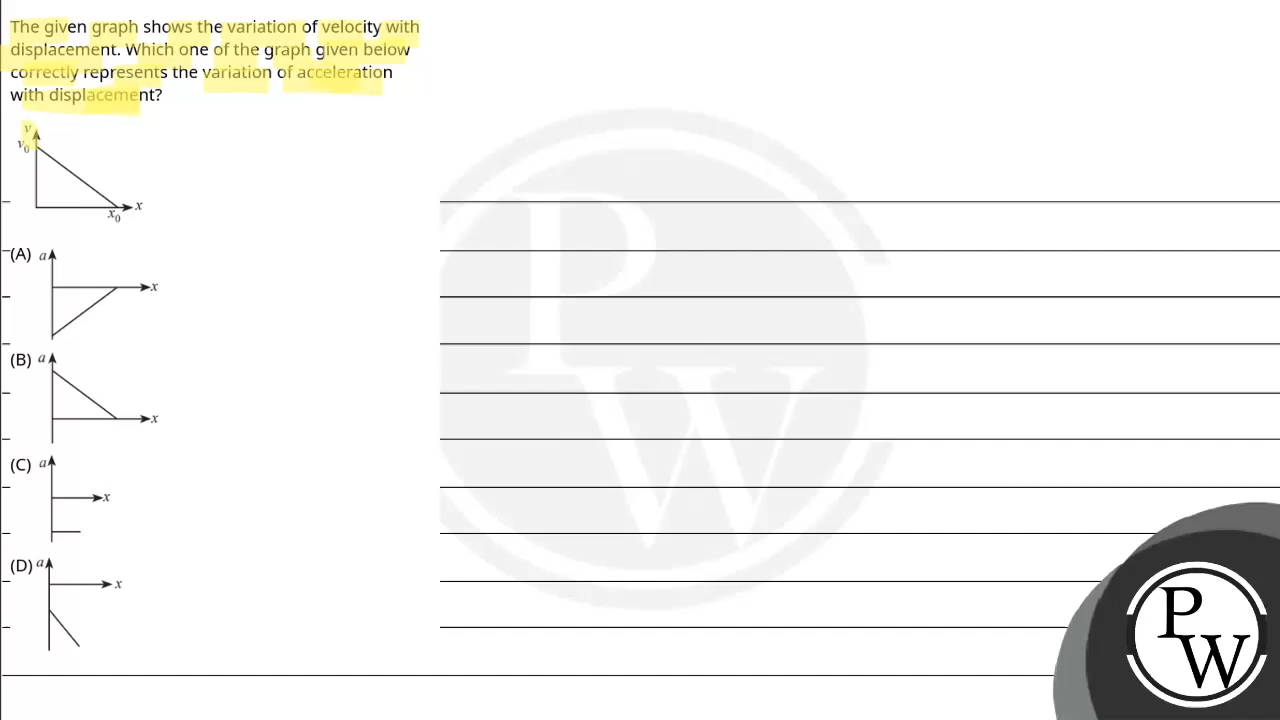 The given graph shows the variation of velocity with
displacement. Which one of the graph given below
correctly represents the variation of acceleration
with displacement?
v
v₀
x
x₀
(A) a
x
(B) a
x
(C) a
x
(D) a
x
P
W
P
W